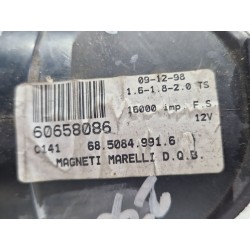 09-12-98
1.6-1.8-2.0 TS
16000 imp. F.S.
12V
60658086
C141 68.5084.991.6 )
MAGNETI MARELLI D.Q.B.